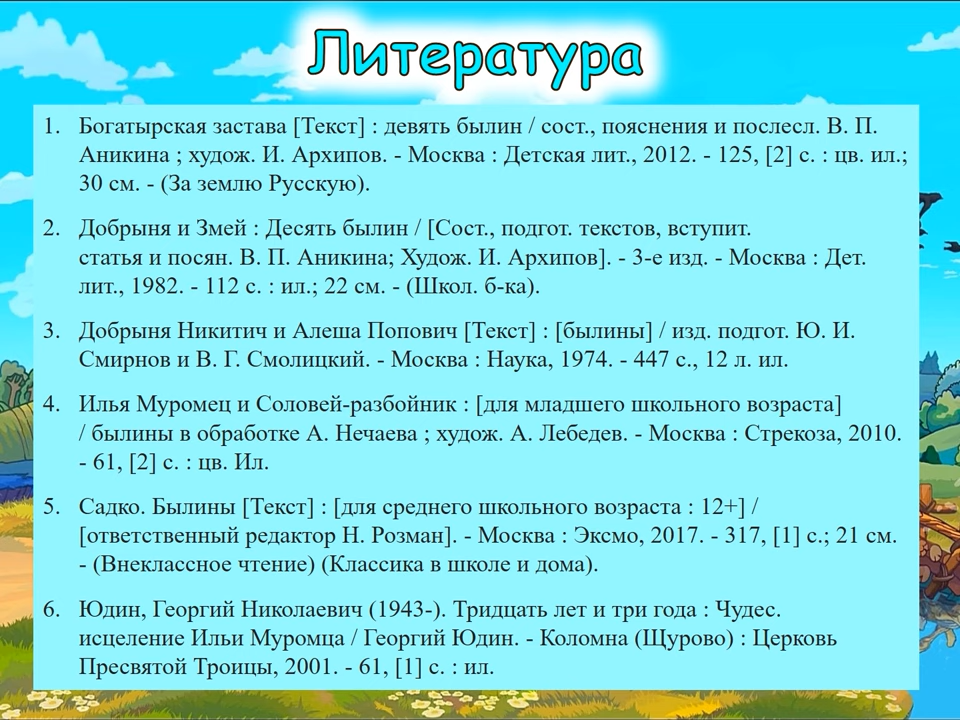 Литература
1. Богатырская застава [Текст] : девять былин / сост., пояснения и послесл. В. П.
Аникина ; худож. И. Архипов. - Москва : Детская лит., 2012. - 125, [2] с. : цв. ил.;
30 см. - (За землю Русскую).
2. Добрыня и Змей : Десять былин / [Сост., подгот. текстов, вступит.
статья и посян. В. П. Аникина; Худож. И. Архипов]. - 3-е изд. - Москва : Дет.
лит., 1982. - 112 с. : ил.; 22 см. - (Школ. б-ка).
3. Добрыня Никитич и Алеша Попович [Текст] : [былины] / изд. подгот. Ю. И.
Смирнов и В. Г. Смолицкий. - Москва : Наука, 1974. - 447 с., 12 л. ил.
4. Илья Муромец и Соловей-разбойник : [для младшего школьного возраста]
/ былины в обработке А. Нечаева ; худож. А. Лебедев. - Москва : Стрекоза, 2010.
- 61, [2] с. : цв. Ил.
5. Садко. Былины [Текст] : [для среднего школьного возраста : 12+] /
[ответственный редактор Н. Розман]. - Москва : Эксмо, 2017. - 317, [1] с.; 21 см.
- (Внеклассное чтение) (Классика в школе и дома).
6. Юдин, Георгий Николаевич (1943-). Тридцать лет и три года : Чудес.
исцеление Ильи Муромца / Георгий Юдин. - Коломна (Щурово) : Церковь
Пресвятой Троицы, 2001. - 61, [1] с. : ил.